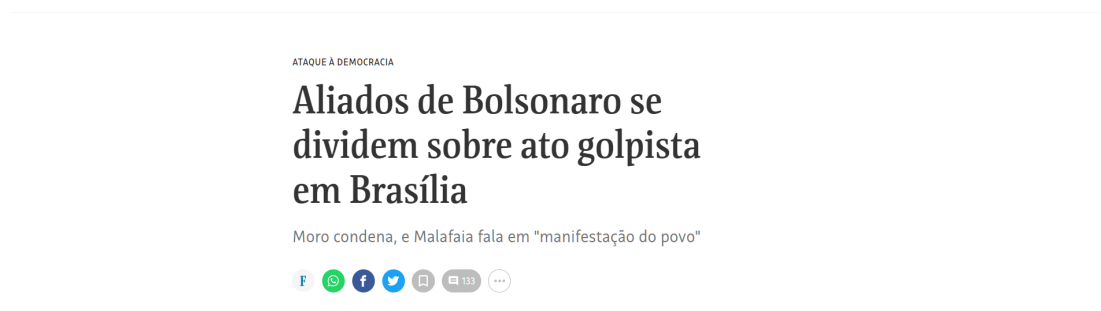 ATAQUE À DEMOCRACIA
Aliados de Bolsonaro se
dividem sobre ato golpista
em Brasília
Moro condena, e Malafaia fala em "manifestação do povo"
F
f
133